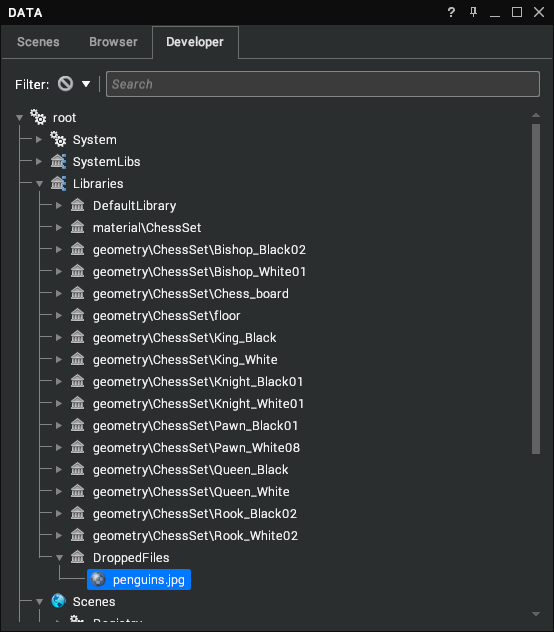 DATA
Scenes Browser Developer
Filter: Search
root
System
SystemLibs
Libraries
DefaultLibrary
material\ChessSet
geometry\ChessSet\Bishop_Black02
geometry\ChessSet\Bishop_White01
geometry\ChessSet\Chess_board
geometry\ChessSet\floor
geometry\ChessSet\King_Black
geometry\ChessSet\King_White
geometry\ChessSet\Knight_Black01
geometry\ChessSet\Knight_White01
geometry\ChessSet\Pawn_Black01
geometry\ChessSet\Pawn_White08
geometry\ChessSet\Queen_Black
geometry\ChessSet\Queen_White
geometry\ChessSet\Rook_Black02
geometry\ChessSet\Rook_White02
DroppedFiles
penguins.jpg
Scenes
Registry